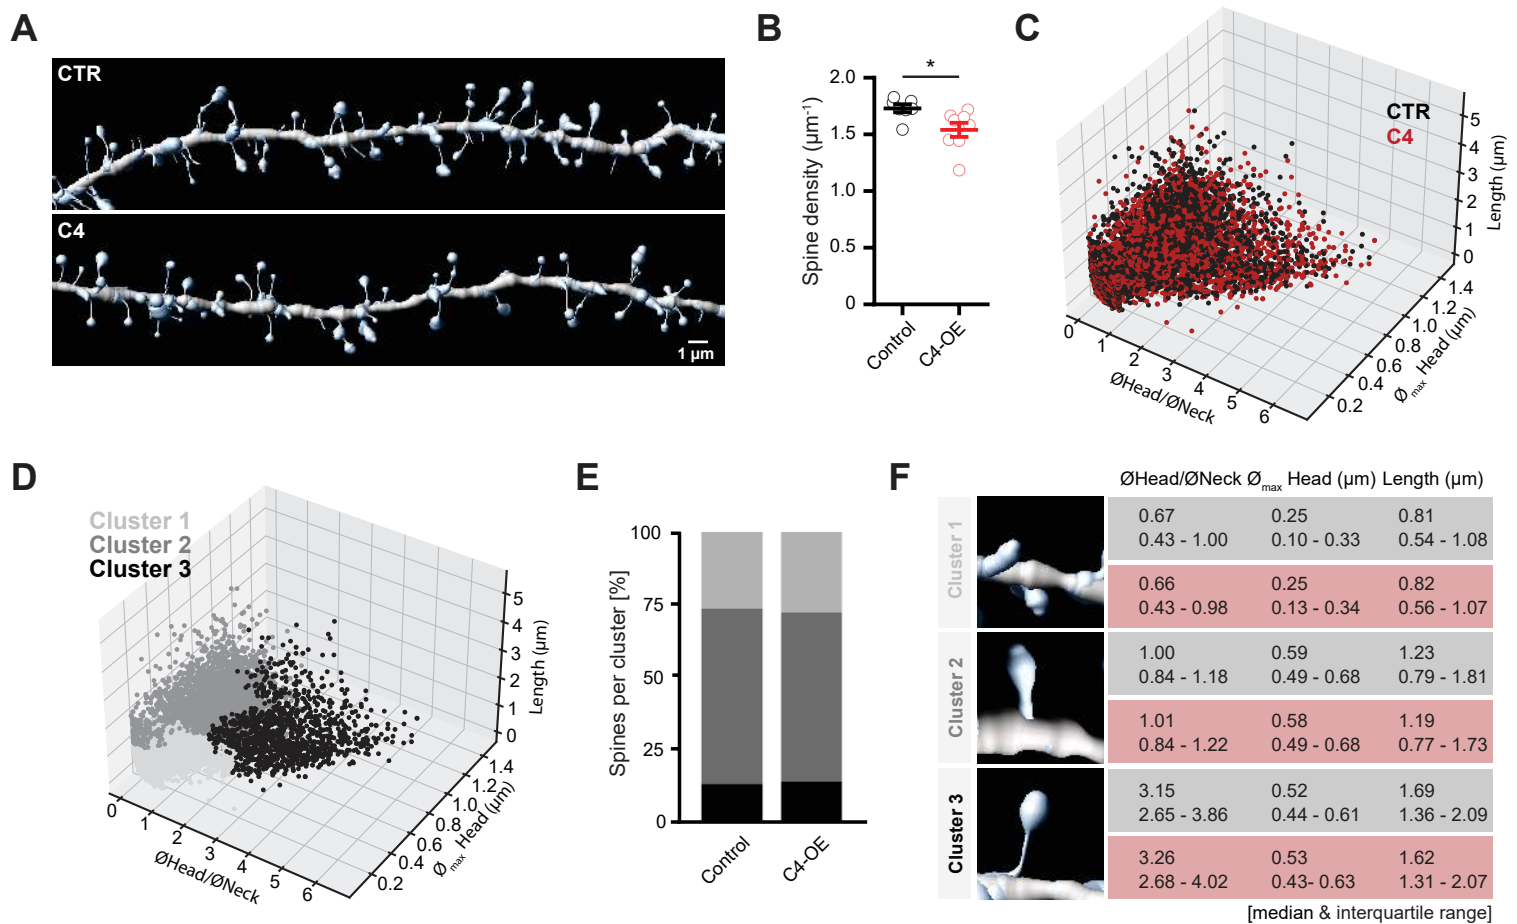 A
CTR
C4
1 µm
B
*
Spine density (µm⁻¹)
2.0
1.5
1.0
0.5
0
Control
C4-OE
C
CTR
C4
5
4
3
2
1
0
Length (µm)
1.4
1.2
1.0
0.8
0.6
0.4
0.2
Ømax Head (µm)
0
1
2
3
4
5
6
ØHead/ØNeck
D
Cluster 1
Cluster 2
Cluster 3
5
4
3
2
1
0
Length (µm)
1.4
1.2
1.0
0.8
0.6
0.4
0.2
Ømax Head (µm)
0
1
2
3
4
5
6
ØHead/ØNeck
E
Spines per cluster [%]
100
75
50
25
0
Control
C4-OE
F
ØHead/ØNeck Ømax Head (µm) Length (µm)
Cluster 1
0.67 0.25 0.81
0.43 - 1.00 0.10 - 0.33 0.54 - 1.08
0.66 0.25 0.82
0.43 - 0.98 0.13 - 0.34 0.56 - 1.07
Cluster 2
1.00 0.59 1.23
0.84 - 1.18 0.49 - 0.68 0.79 - 1.81
1.01 0.58 1.19
0.84 - 1.22 0.49 - 0.68 0.77 - 1.73
Cluster 3
3.15 0.52 1.69
2.65 - 3.86 0.44 - 0.61 1.36 - 2.09
3.26 0.53 1.62
2.68 - 4.02 0.43- 0.63 1.31 - 2.07
[median & interquartile range]